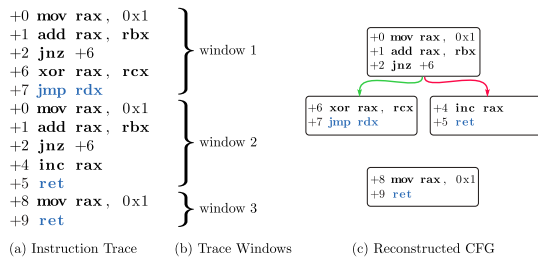 +0 mov rax, 0x1
+1 add rax, rbx
+2 jnz +6
+6 xor rax, rcx
+7 jmp rdx
+0 mov rax, 0x1
+1 add rax, rbx
+2 jnz +6
+4 inc rax
+5 ret
+8 mov rax, 0x1
+9 ret
(a) Instruction Trace
window 1
window 2
window 3
(b) Trace Windows
+0 mov rax, 0x1
+1 add rax, rbx
+2 jnz +6
+6 xor rax, rcx
+7 jmp rdx
+4 inc rax
+5 ret
+8 mov rax, 0x1
+9 ret
(c) Reconstructed CFG